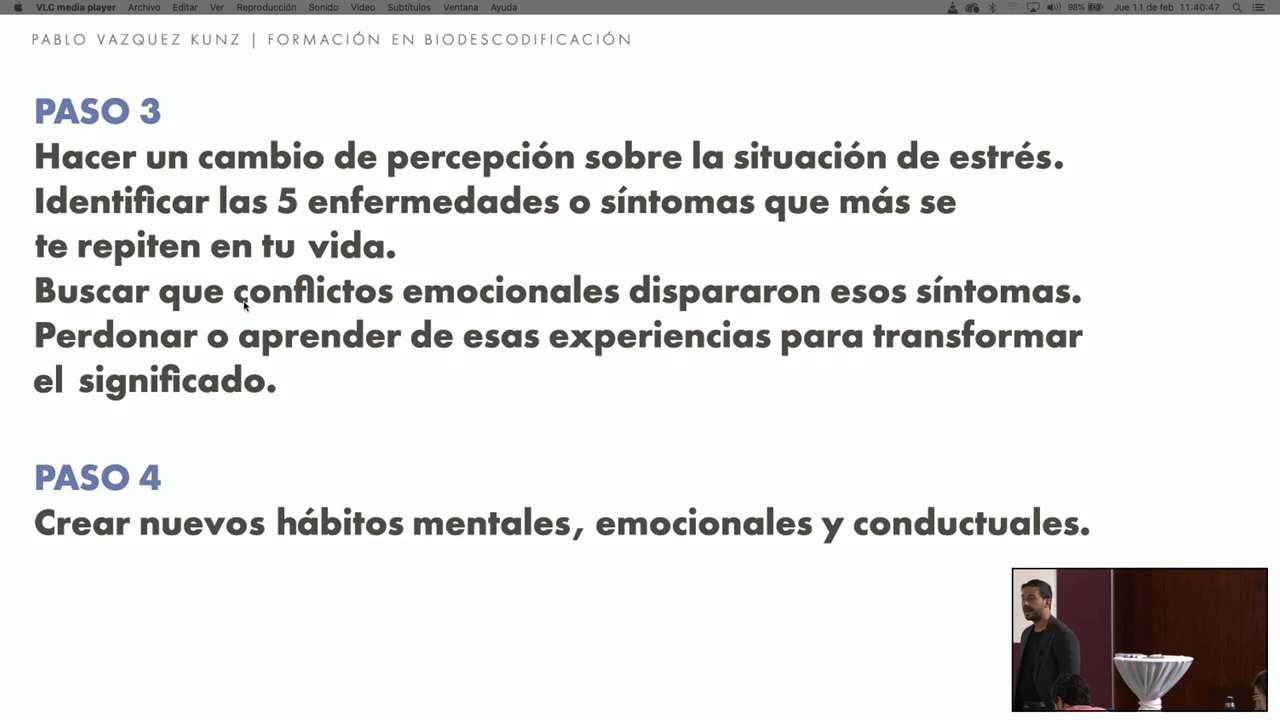 VLC media player Archivo Editar Ver Reproducción Sonido Video Subtítulos Ventana Ayuda 98% Jue 11 de feb 11:40:47
PABLO VAZQUEZ KUNZ | FORMACIÓN EN BIODESCODIFICACIÓN
PASO 3
Hacer un cambio de percepción sobre la situación de estrés.
Identificar las 5 enfermedades o síntomas que más se
te repiten en tu vida.
Buscar que conflictos emocionales dispararon esos síntomas.
Perdonar o aprender de esas experiencias para transformar
el significado.
PASO 4
Crear nuevos hábitos mentales, emocionales y conductuales.